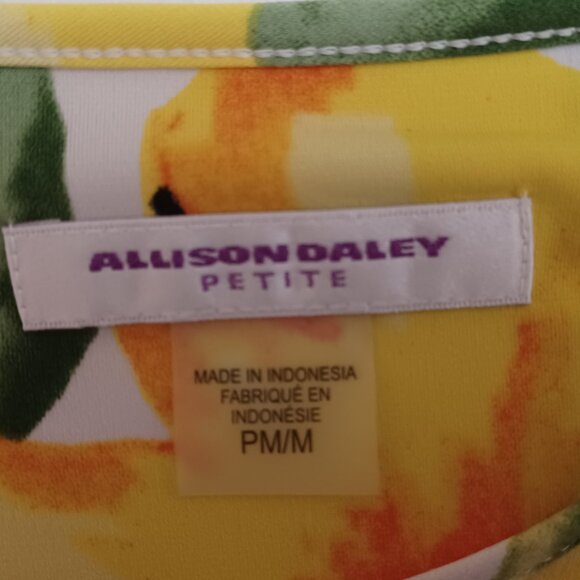 ALLISON DALEY
PETITE
MADE IN INDONESIA
FABRIQUÉ EN
INDONÉSIE
PM/M